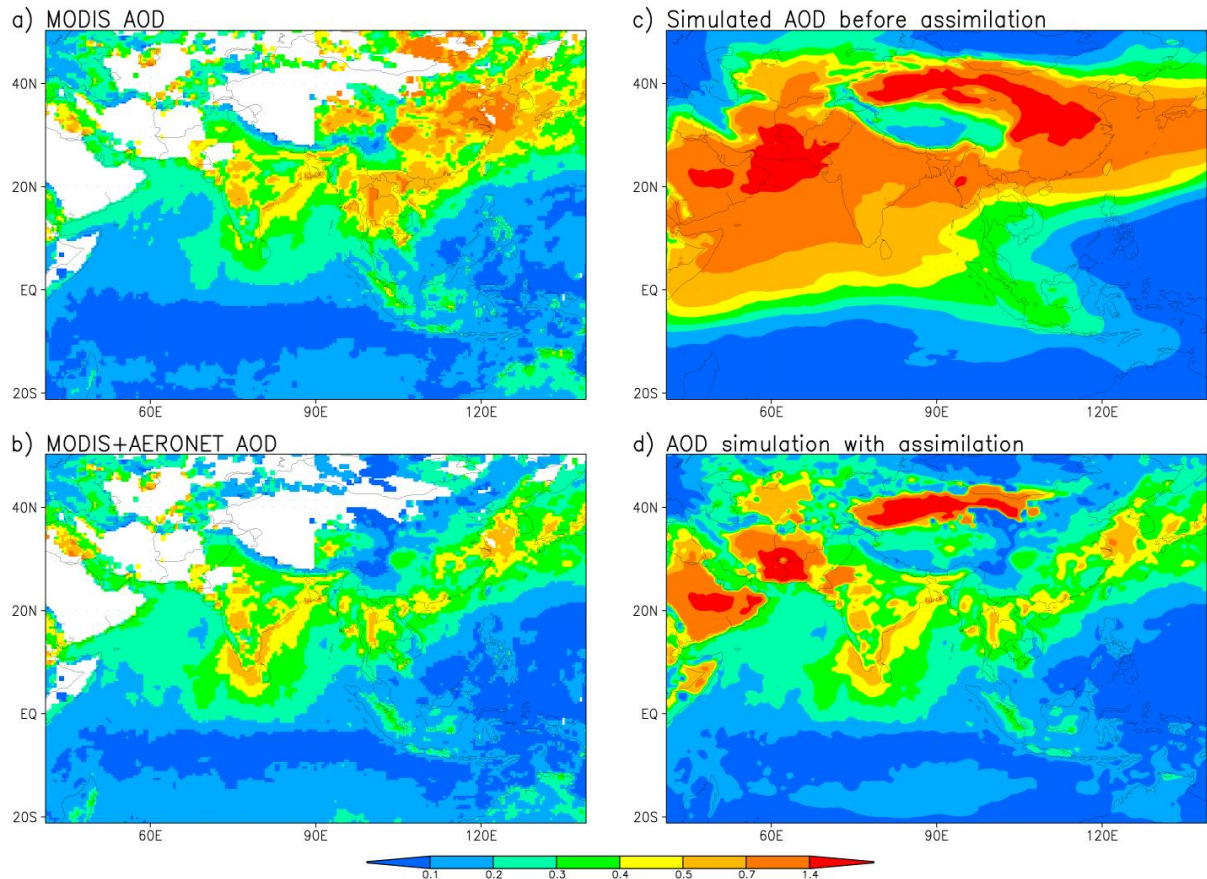 a) MODIS AOD
40N
20N
EQ
20S
60E
90E
120E
c) Simulated AOD before assimilation
40N
20N
EQ
20S
60E
90E
120E
b) MODIS+AERONET AOD
40N
20N
EQ
20S
60E
90E
120E
d) AOD simulation with assimilation
40N
20N
EQ
20S
60E
90E
120E
0.1 0.2 0.3 0.4 0.5 0.7 1.4